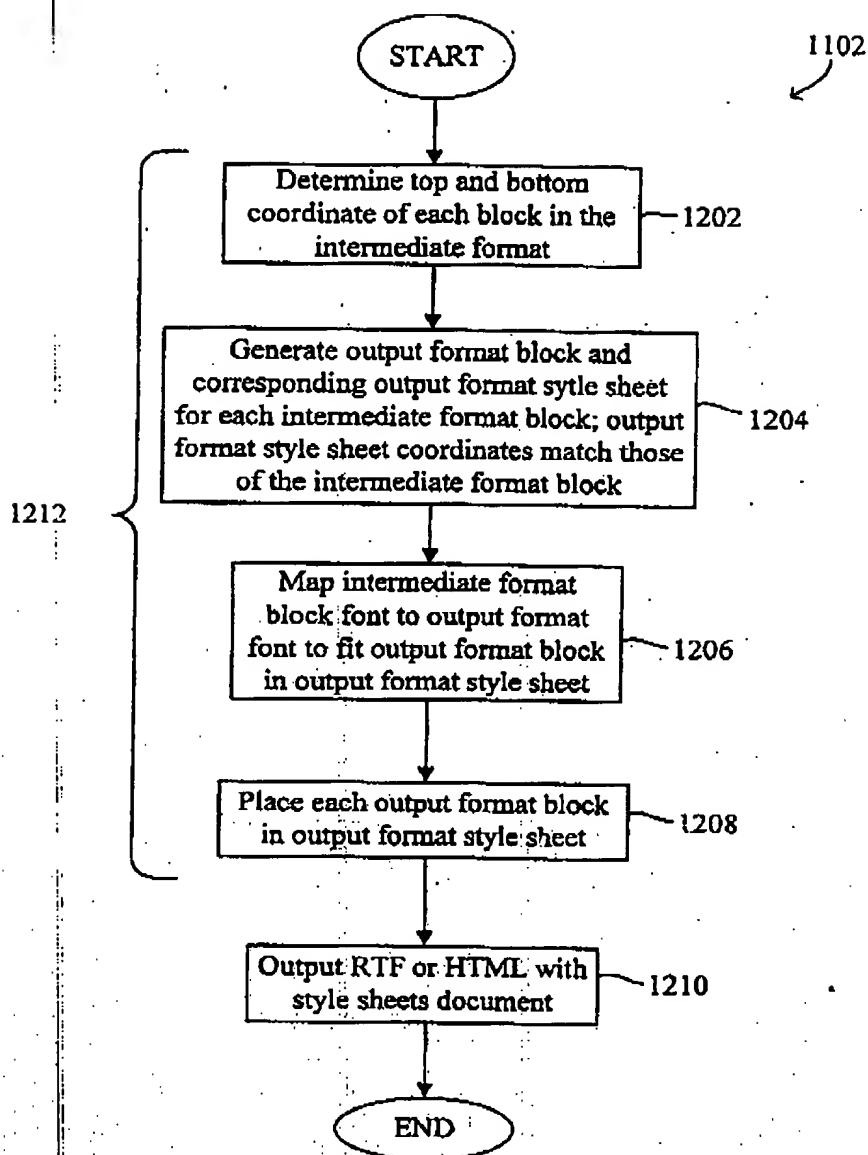 START
1102
Determine top and bottom
coordinate of each block in the
intermediate format
1202
Generate output format block and
corresponding output format sytle sheet
for each intermediate format block; output
format style sheet coordinates match those
of the intermediate format block
1204
1212
Map intermediate format
block font to output format
font to fit output format block
in output format style sheet
1206
Place each output format block
in output format style sheet
1208
Output RTF or HTML with
style sheets document
1210
END